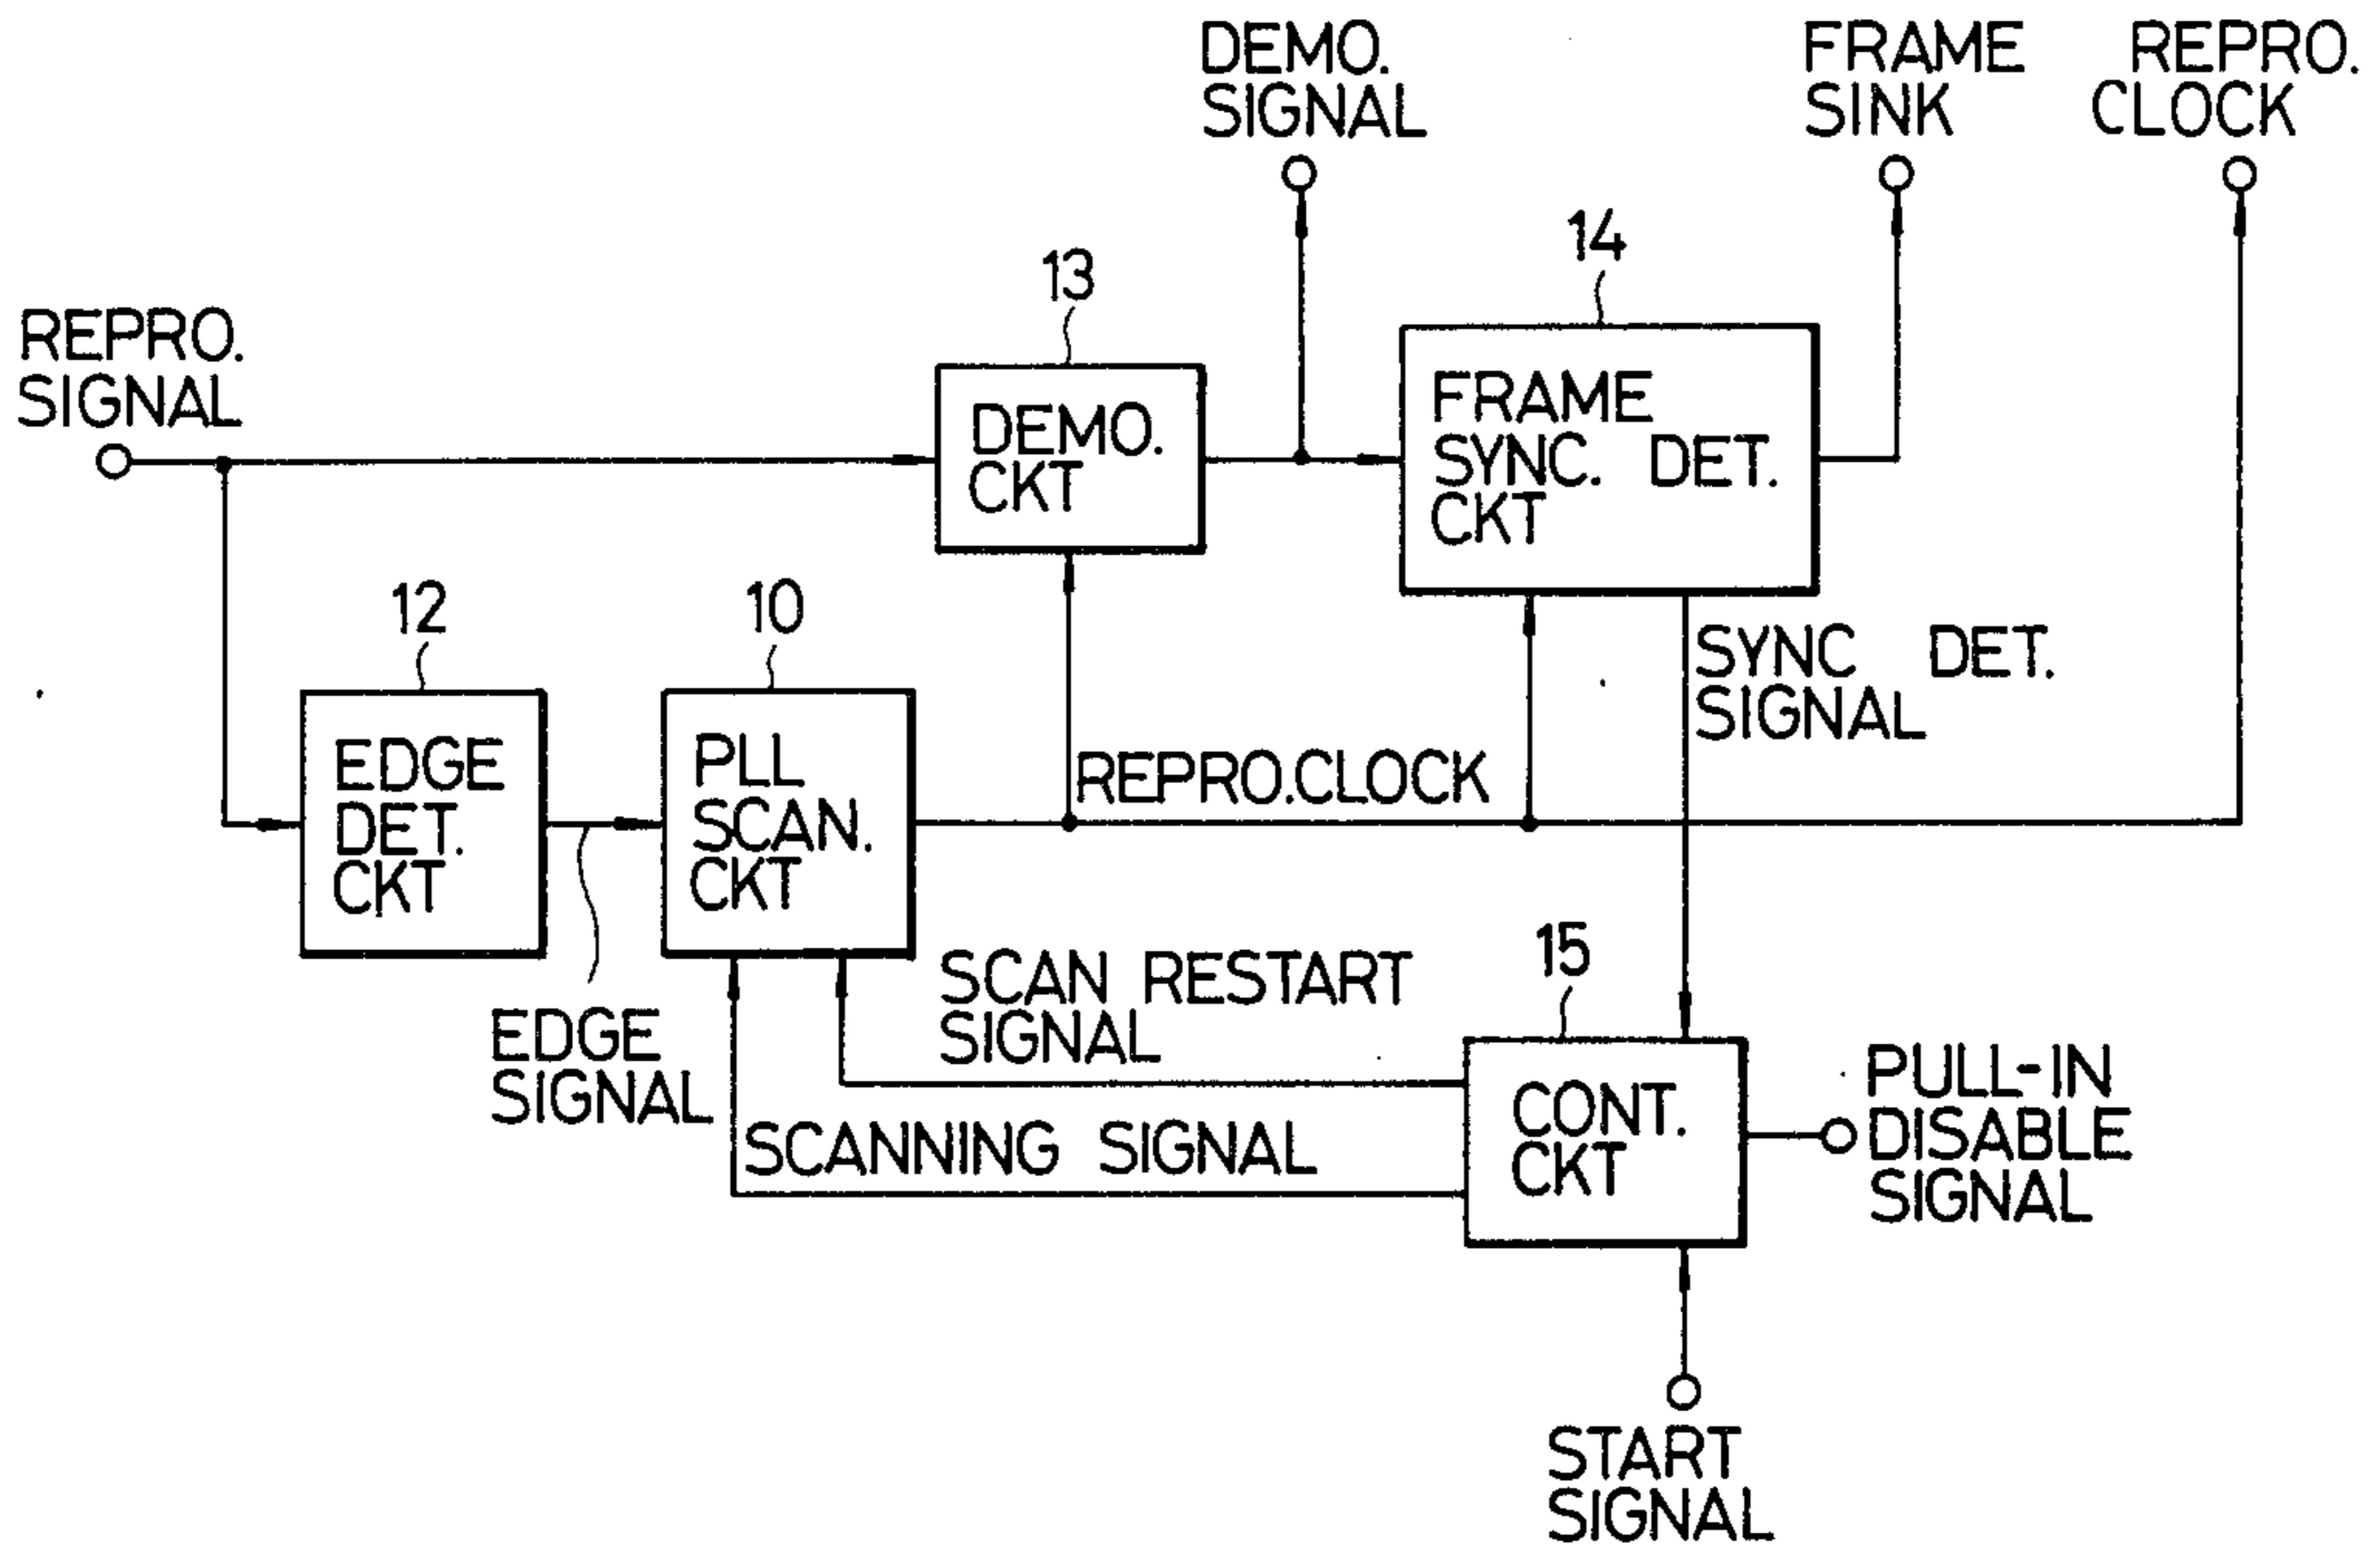 DEMO.
SIGNAL
FRAME
SINK
REPRO.
CLOCK
14
13
REPRO.
SIGNAL
DEMO.
CKT
FRAME
SYNC. DET.
CKT
12
10
SYNC DET.
SIGNAL
EDGE
DET.
CKT
PLL
SCAN.
CKT
REPRO.CLOCK
15
SCAN RESTART
SIGNAL
EDGE
SIGNAL
SCANNING SIGNAL
CONT.
CKT
PULL-IN
DISABLE
SIGNAL
START
SIGNAL